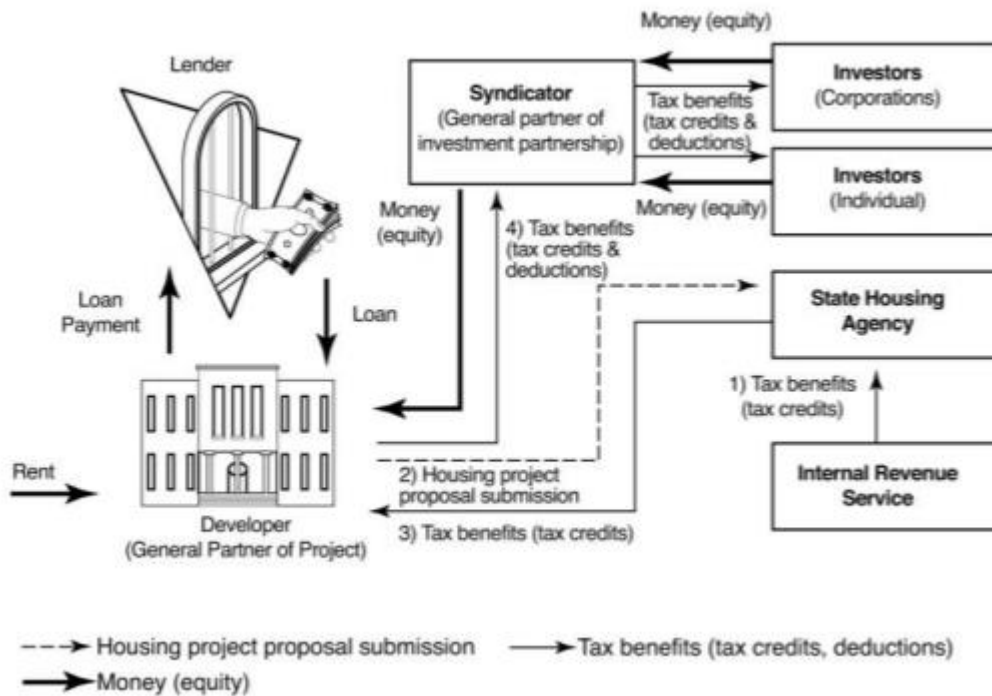 Money (equity)
Lender
Syndicator
(General partner of
investment partnership)
Tax benefits
(tax credits &
deductions)
Investors
(Corporations)
Money (equity)
Investors
(Individual)
Money
(equity)
4) Tax benefits
(tax credits &
deductions)
Loan
Payment
Loan
State Housing
Agency
1) Tax benefits
(tax credits)
Rent
2) Housing project
proposal submission
Internal Revenue
Service
Developer
(General Partner of Project)
3) Tax benefits (tax credits)
Housing project proposal submission
Tax benefits (tax credits, deductions)
Money (equity)